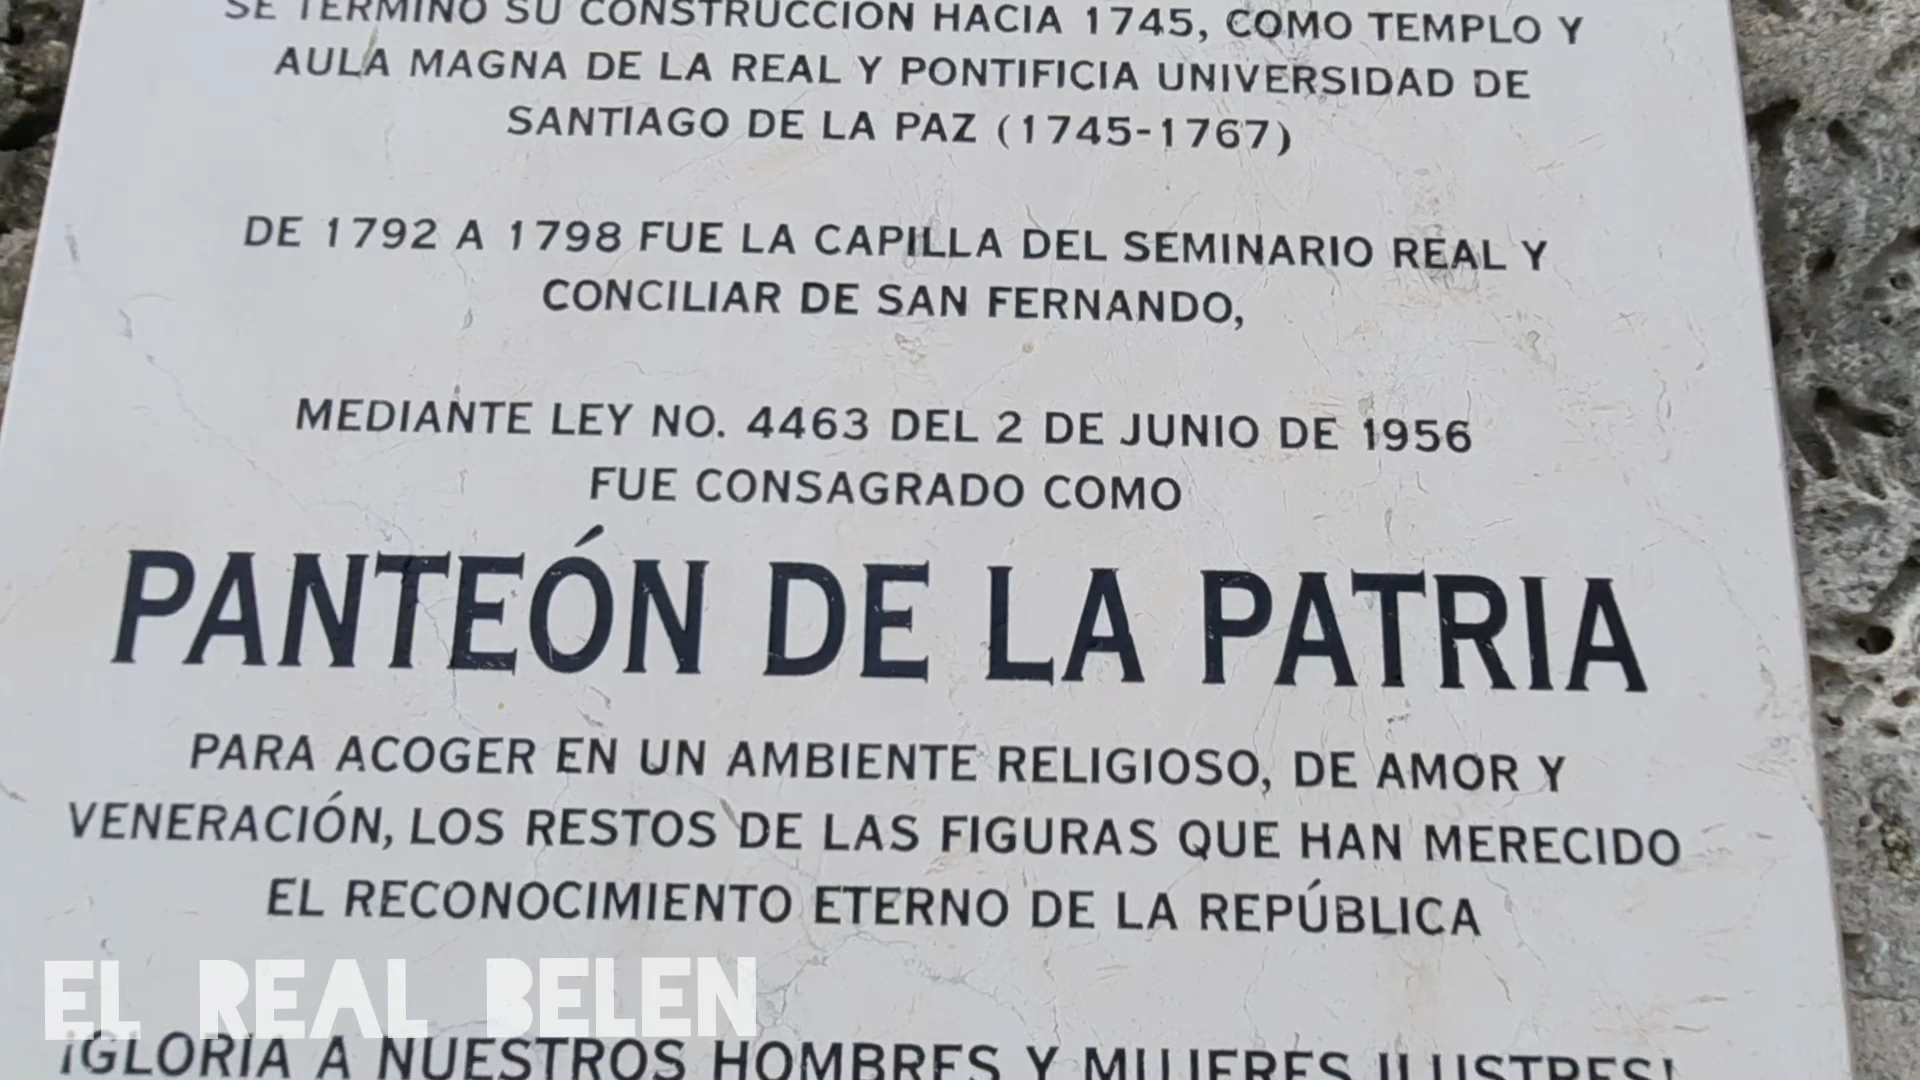 SE TERMINÓ SU CONSTRUCCIÓN HACIA 1745, COMO TEMPLO Y
AULA MAGNA DE LA REAL Y PONTIFICIA UNIVERSIDAD DE
SANTIAGO DE LA PAZ (1745-1767)
DE 1792 A 1798 FUE LA CAPILLA DEL SEMINARIO REAL Y
CONCILIAR DE SAN FERNANDO,
MEDIANTE LEY NO. 4463 DEL 2 DE JUNIO DE 1956
FUE CONSAGRADO COMO
PANTEÓN DE LA PATRIA
PARA ACOGER EN UN AMBIENTE RELIGIOSO, DE AMOR Y
VENERACIÓN, LOS RESTOS DE LAS FIGURAS QUE HAN MERECIDO
EL RECONOCIMIENTO ETERNO DE LA REPÚBLICA
EL REAL BELEN
¡GLORIA A NUESTROS HOMBRES Y MUJERES ILUSTRES!